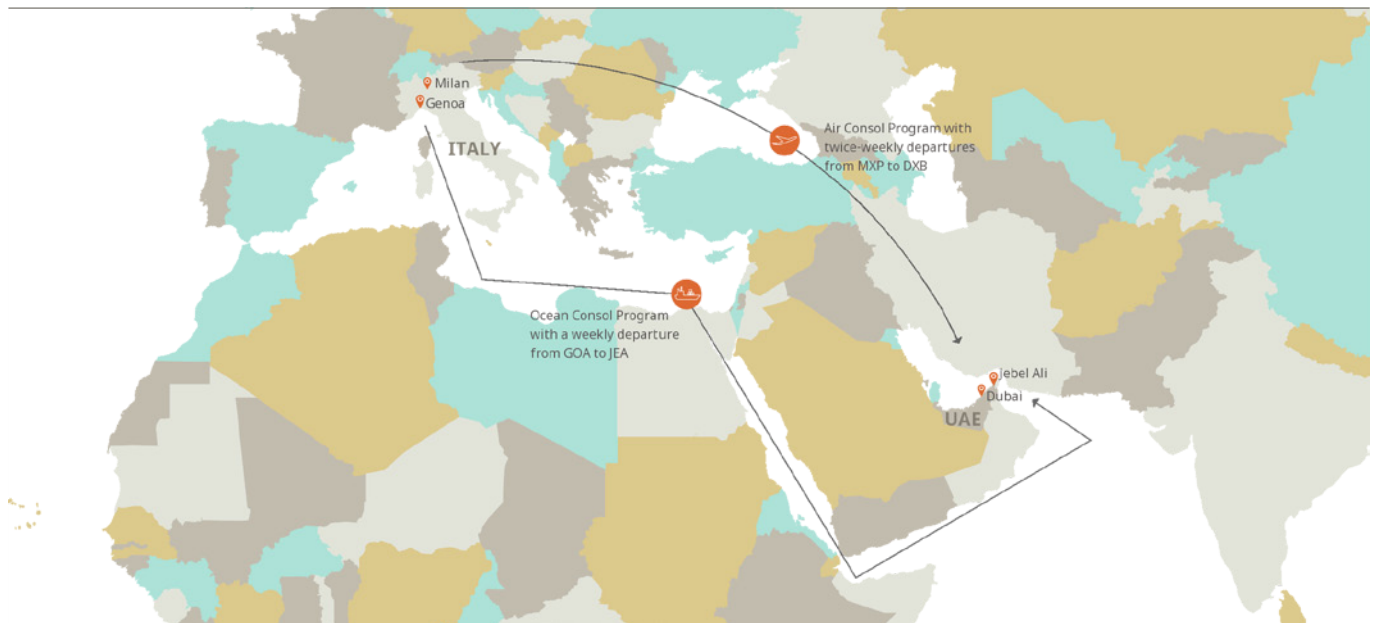 Milan
Genoa
ITALY
Air Consol Program with
twice-weekly departures
from MXP to DXB
Ocean Consol Program
with a weekly departure
from GOA to JEA
Jebel Ali
Dubai
UAE